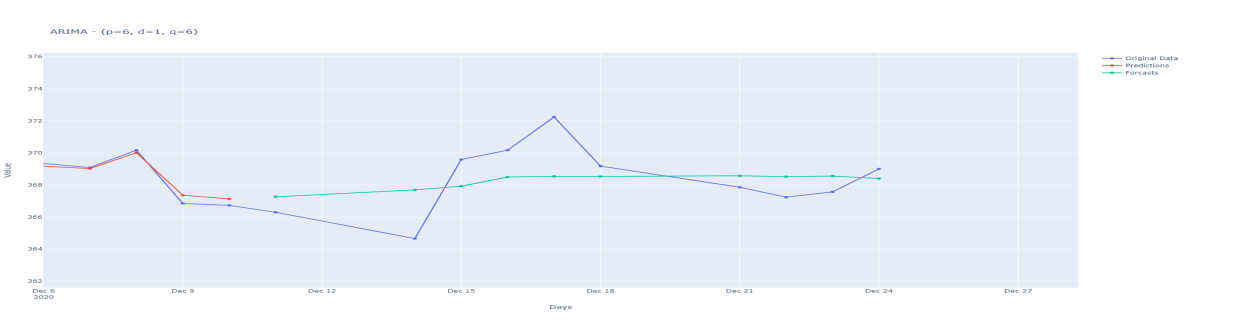 ARIMA - (p=6, d=1, q=6)
Original Data
Predictions
Forcasts
376
374
372
370
368
366
364
362
Value
Dec 6
2020
Dec 9
Dec 12
Dec 15
Dec 18
Dec 21
Dec 24
Dec 27
Days